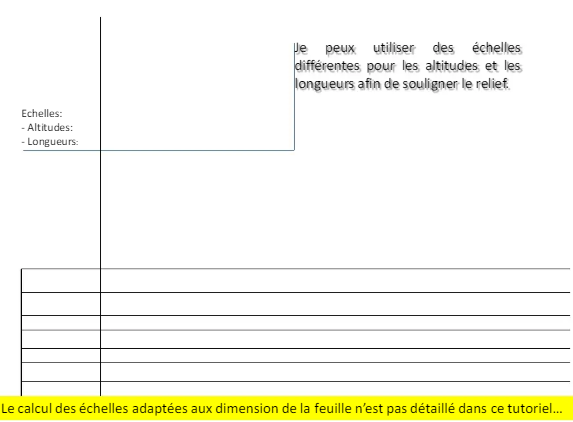 Je peux utiliser des échelles
différentes pour les altitudes et les
longueurs afin de souligner le relief.
Echelles:
- Altitudes:
- Longueurs:
Le calcul des échelles adaptées aux dimension de la feuille n’est pas détaillé dans ce tutoriel...